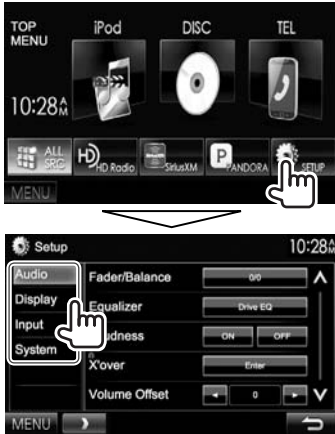 TOP MENU
iPod
DISC
TEL
10:28 AM
ALL SRC
HD
HD Radio
SiriusXM
P
PANDORA
SETUP
MENU
Setup
10:28
Audio
Fader/Balance
0/0
Display
Equalizer
Drive EQ
Input
udness
ON
OFF
System
X'over
Enter
Volume Offset
0
MENU